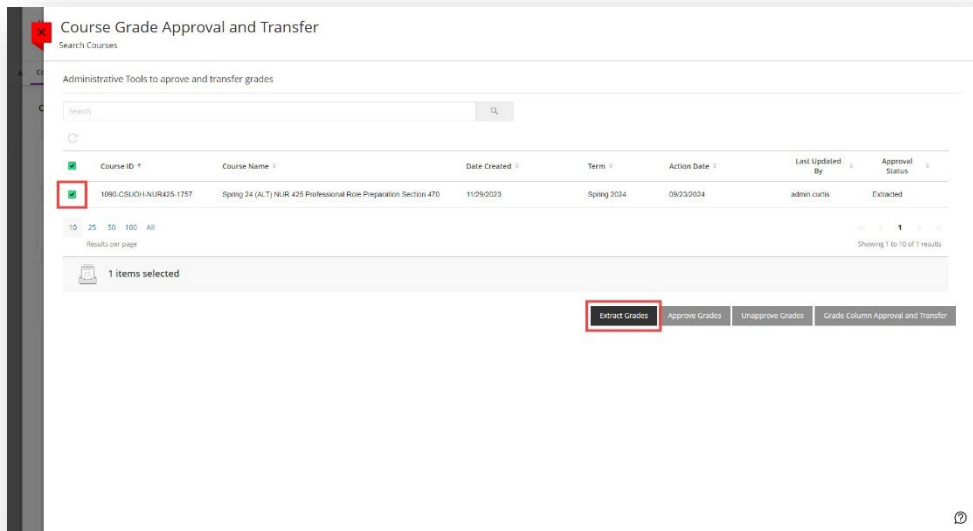 Course Grade Approval and Transfer
Search Courses
Administrative Tools to aprove and transfer grades
Search
Course ID Course Name Date Created Term Action Date Last Updated By Approval Status
1090-CSUOH-NUR425-1757 Spring 24 (ALT) NUR 425 Professional Role Preparation Section 470 11/29/2023 Spring 2024 09/23/2024 admin.curtis Extracted
10 25 50 100 All 1
Results per page Showing 1 to 10 of 1 results
1 items selected
Extract Grades Approve Grades Unapprove Grades Grade Column Approval and Transfer